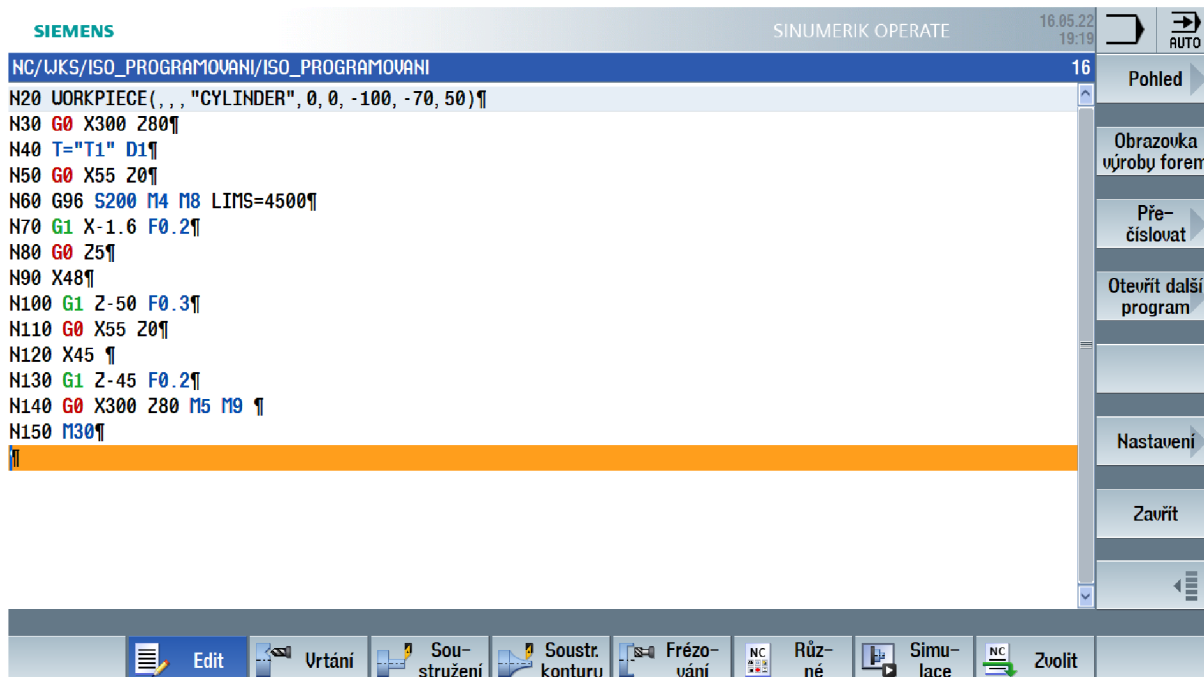 SIEMENS
SINUMERIK OPERATE
16.05.22
19:19
AUTO
NC/WKS/ISO_PROGRAMOVANI/ISO_PROGRAMOVANI
16
N20 WORKPIECE(,,,"CYLINDER",0,0,-100,-70,50)¶
N30 G0 X300 Z80¶
N40 T="T1" D1¶
N50 G0 X55 Z0¶
N60 G96 S200 M4 M8 LIMS=4500¶
N70 G1 X-1.6 F0.2¶
N80 G0 Z5¶
N90 X48¶
N100 G1 Z-50 F0.3¶
N110 G0 X55 Z0¶
N120 X45 ¶
N130 G1 Z-45 F0.2¶
N140 G0 X300 Z80 M5 M9 ¶
N150 M30¶
¶
Pohled
Obrazovka
výroby forem
Pře-
číslovat
Otevřít další
program
Nastavení
Zavřít
Edit
Vrtání
Sou-
stružení
Soustr.
konturu
Frézo-
vání
NC
Růz-
né
Simu-
lace
NC
Zvolit